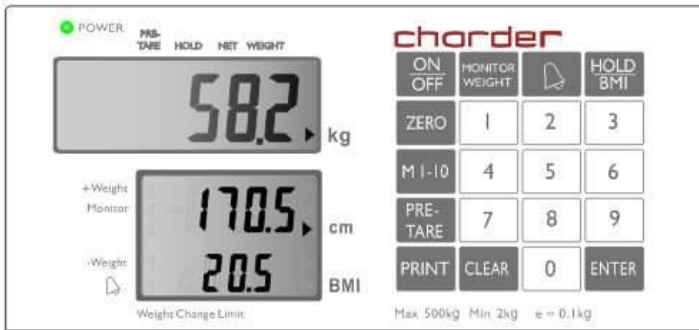 POWER
PRE-
TARE HOLD NET WEIGHT
58.2 kg
+Weight
Monitor
170.5 cm
-Weight
20.5 BMI
Weight Change Limit
charder
ON
OFF
MONITOR
WEIGHT
HOLD
BMI
ZERO 1 2 3
M 1-10 4 5 6
PRE-
TARE
7 8 9
PRINT CLEAR 0 ENTER
Max 500kg Min 2kg e = 0.1kg